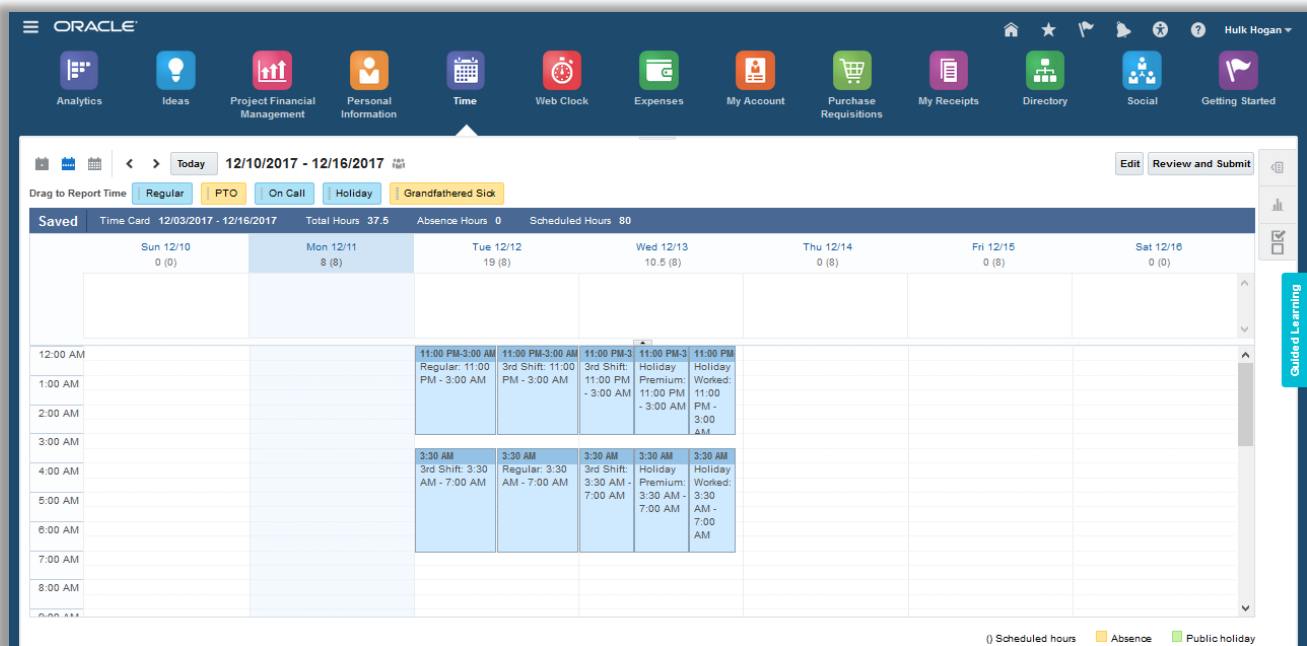 ORACLE
Hulk Hogan
Analytics
Ideas
Project Financial
Management
Personal
Information
Time
Web Clock
Expenses
My Account
Purchase
Requisitions
My Receipts
Directory
Social
Getting Started
Today 12/10/2017 - 12/16/2017
Edit Review and Submit
Drag to Report Time Regular PTO On Call Holiday Grandfathered Sick
Saved Time Card 12/03/2017 - 12/16/2017 Total Hours 37.5 Absence Hours 0 Scheduled Hours 80
Sun 12/10
0 (0)
Mon 12/11
8 (8)
Tue 12/12
19 (8)
Wed 12/13
10.5 (8)
Thu 12/14
0 (8)
Fri 12/15
0 (8)
Sat 12/16
0 (0)
Guided Learning
12:00 AM
1:00 AM
2:00 AM
3:00 AM
4:00 AM
5:00 AM
6:00 AM
7:00 AM
8:00 AM
9:00 AM
11:00 PM-3:00 AM
Regular: 11:00
PM - 3:00 AM
11:00 PM-3:00 AM
3rd Shift: 11:00
PM - 3:00 AM
11:00 PM-3
3rd Shift:
11:00 PM
- 3:00 AM
11:00 PM-3
Holiday
Premium:
11:00 PM
- 3:00 AM
11:00 PM-
Holiday
Worked:
11:00
PM -
3:00
AM
3:30 AM
3rd Shift: 3:30
AM - 7:00 AM
3:30 AM
Regular: 3:30
AM - 7:00 AM
3:30 AM
3rd Shift:
3:30 AM -
7:00 AM
3:30 AM
Holiday
Premium:
3:30 AM -
7:00 AM
3:30 AM
Holiday
Worked:
3:30
AM -
7:00
AM
() Scheduled hours Absence Public holiday